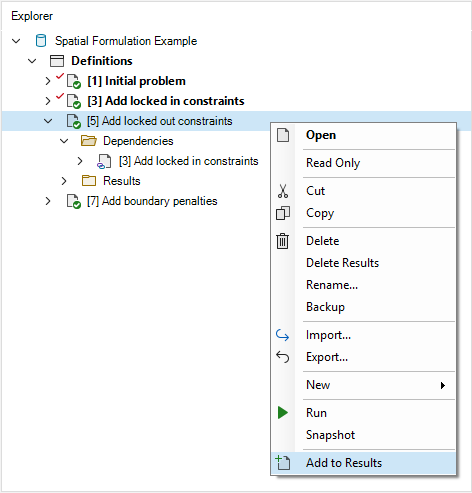 Explorer
Spatial Formulation Example
Definitions
[1] Initial problem
[3] Add locked in constraints
[5] Add locked out constraints
Dependencies
[3] Add locked in constraints
Results
[7] Add boundary penalties
Open
Read Only
Cut
Copy
Delete
Delete Results
Rename...
Backup
Import...
Export...
New
Run
Snapshot
Add to Results